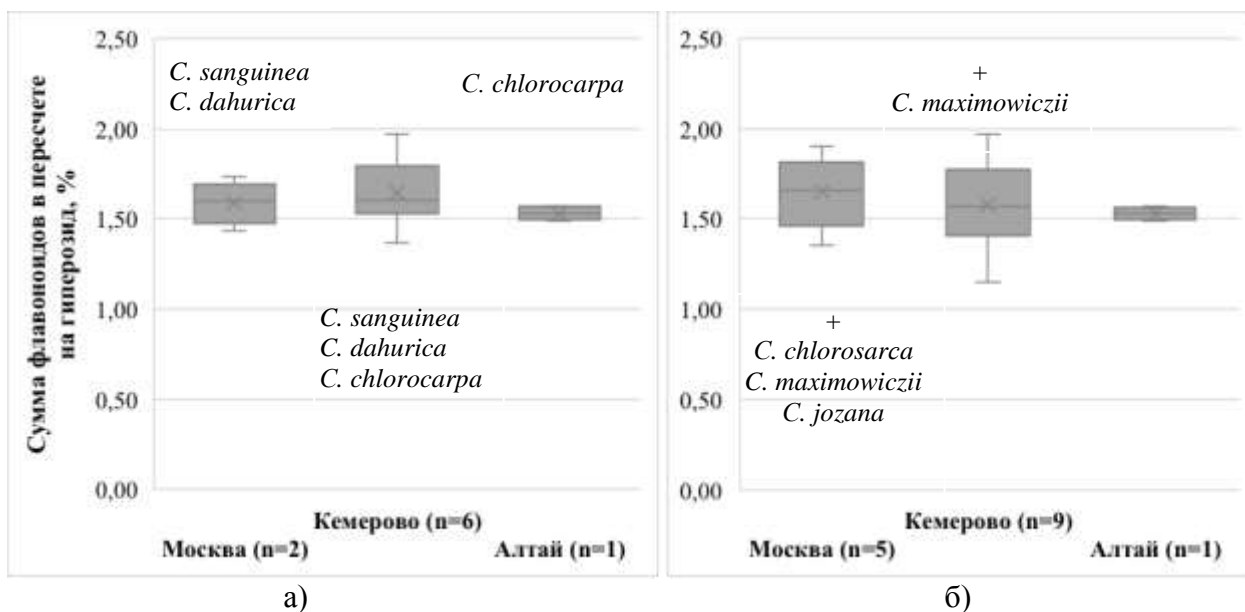 Сумма флавоноидов в пересчете
на гиперозид, %
2,50
2,00
1,50
1,00
0,50
0,00
C. sanguinea
C. dahurica
C. chlorocarpa
C. sanguinea
C. dahurica
C. chlorocarpa
Кемерово (n=6)
Москва (n=2) Алтай (n=1)
а)
2,50
2,00
1,50
1,00
0,50
0,00
+
C. maximowiczii
+
C. chlorosarca
C. maximowiczii
C. jozana
Кемерово (n=9)
Москва (n=5) Алтай (n=1)
б)